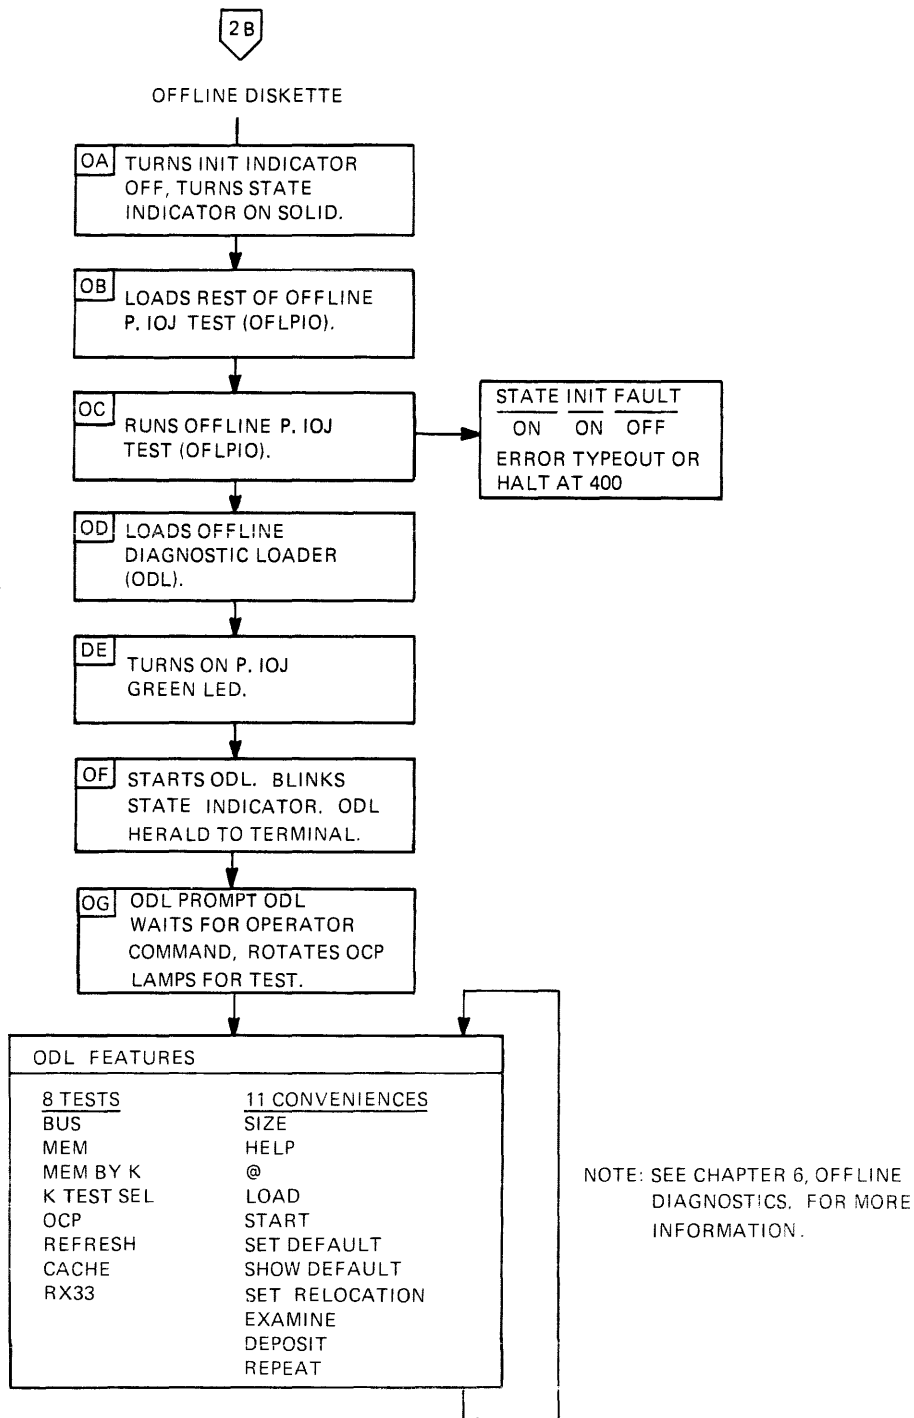 2B
OFFLINE DISKETTE
OA TURNS INIT INDICATOR
OFF, TURNS STATE
INDICATOR ON SOLID.
OB
LOADS REST OF OFFLINE
P. IOJ TEST (OFLPIO).
OC
RUNS OFFLINE P. IOJ
TEST (OFLPIO).
STATE INIT FAULT
ON ON OFF
ERROR TYPEOUT OR
HALT AT 400
OD LOADS OFFLINE
DIAGNOSTIC LOADER
(ODL).
DE
TURNS ON P. IOJ
GREEN LED.
OF STARTS ODL. BLINKS
STATE INDICATOR. ODL
HERALD TO TERMINAL.
OG ODL PROMPT ODL
WAITS FOR OPERATOR
COMMAND, ROTATES OCP
LAMPS FOR TEST.
ODL FEATURES
8 TESTS
BUS
MEM
MEM BY K
K TEST SEL
OCP
REFRESH
CACHE
RX33
11 CONVENIENCES
SIZE
HELP
@
LOAD
START
SET DEFAULT
SHOW DEFAULT
SET RELOCATION
EXAMINE
DEPOSIT
REPEAT
NOTE: SEE CHAPTER 6, OFFLINE
DIAGNOSTICS. FOR MORE
INFORMATION.